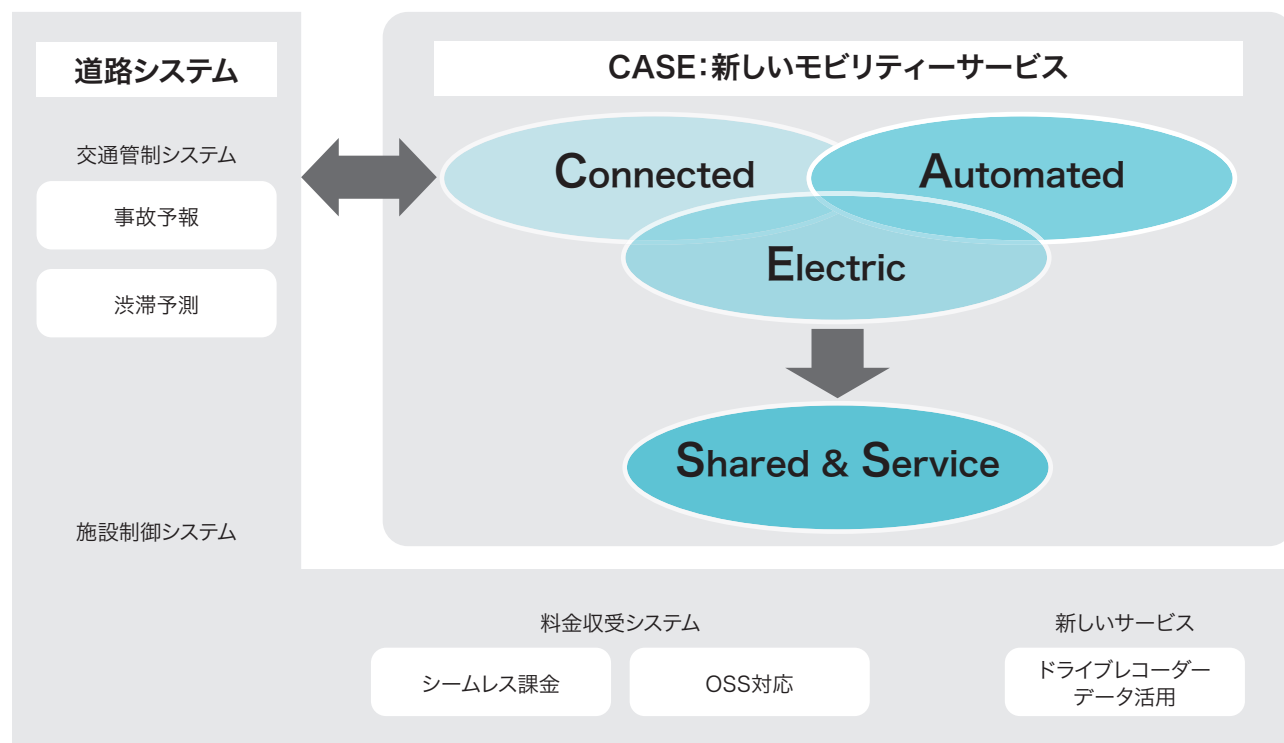 道路システム
交通管制システム
事故予報
渋滞予測
施設制御システム
CASE：新しいモビリティーサービス
Connected
Automated
Electric
Shared & Service
料金収受システム
シームレス課金
OSS対応
新しいサービス
ドライブレコーダー
データ活用